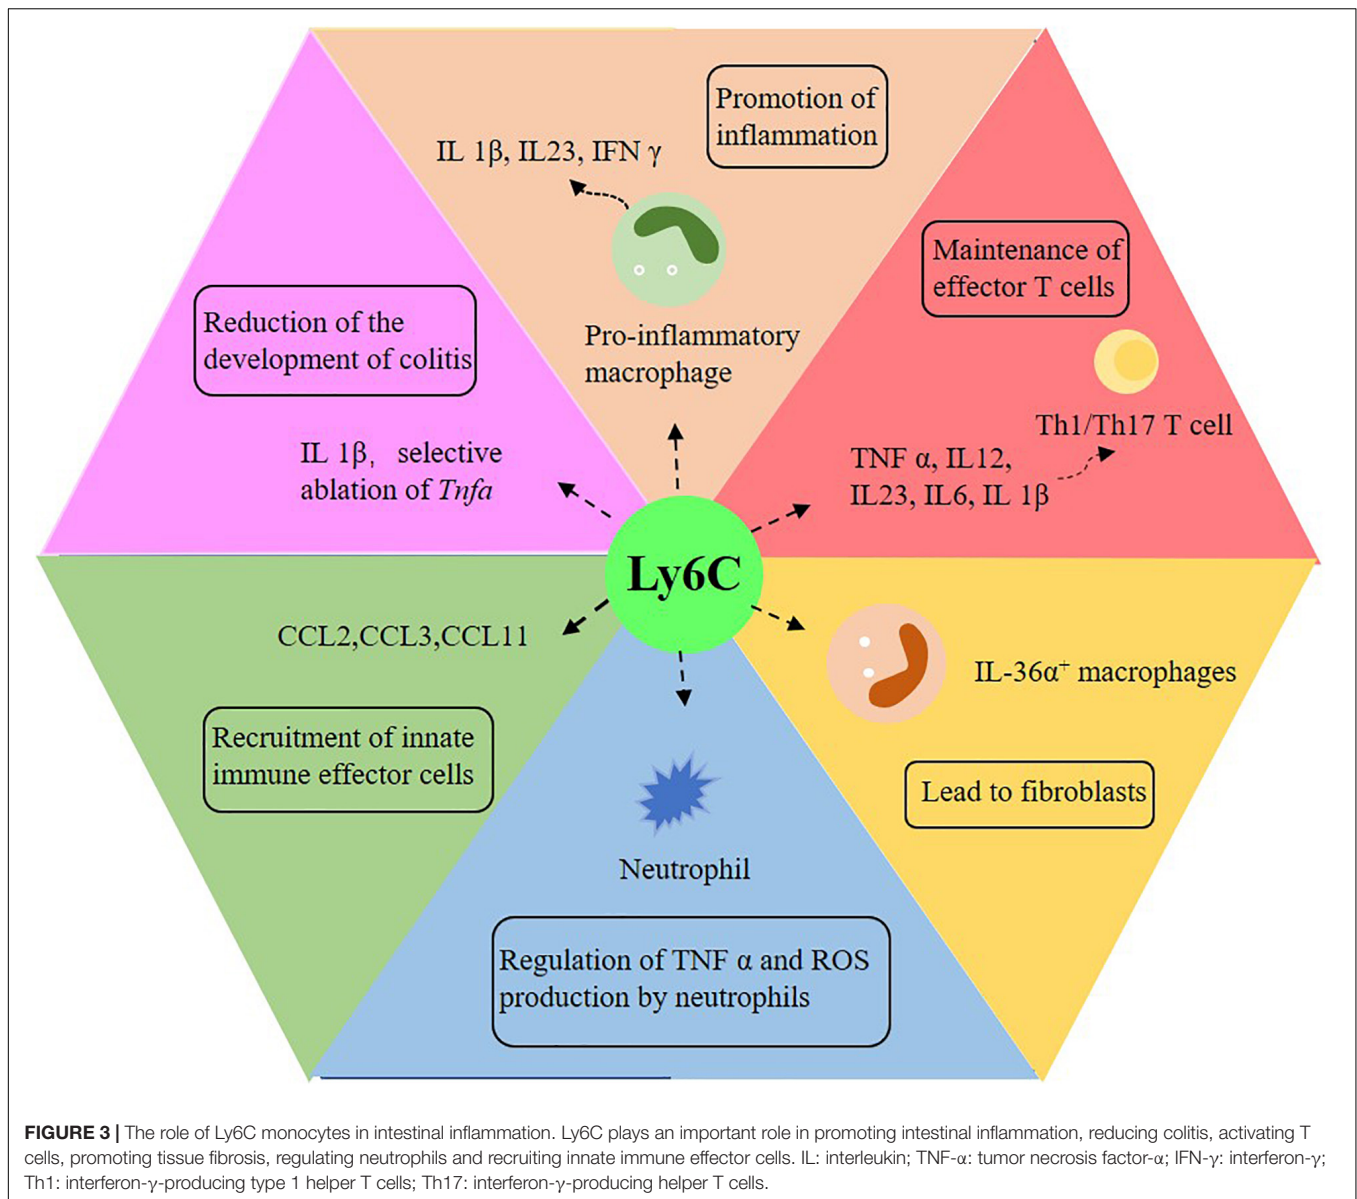 Promotion of
inflammation
IL 1β, IL23, IFN γ
Pro-inflammatory
macrophage
Maintenance of
effector T cells
Th1/Th17 T cell
TNF α, IL12,
IL23, IL6, IL 1β
Reduction of the
development of colitis
IL 1β, selective
ablation of Tnfa
Ly6C
CCL2,CCL3,CCL11
Recruitment of innate
immune effector cells
IL-36α⁺ macrophages
Lead to fibroblasts
Neutrophil
Regulation of TNF α and ROS
production by neutrophils
FIGURE 3 | The role of Ly6C monocytes in intestinal inflammation. Ly6C plays an important role in promoting intestinal inflammation, reducing colitis, activating T
cells, promoting tissue fibrosis, regulating neutrophils and recruiting innate immune effector cells. IL: interleukin; TNF-α: tumor necrosis factor-α; IFN-γ: interferon-γ;
Th1: interferon-γ-producing type 1 helper T cells; Th17: interferon-γ-producing helper T cells.